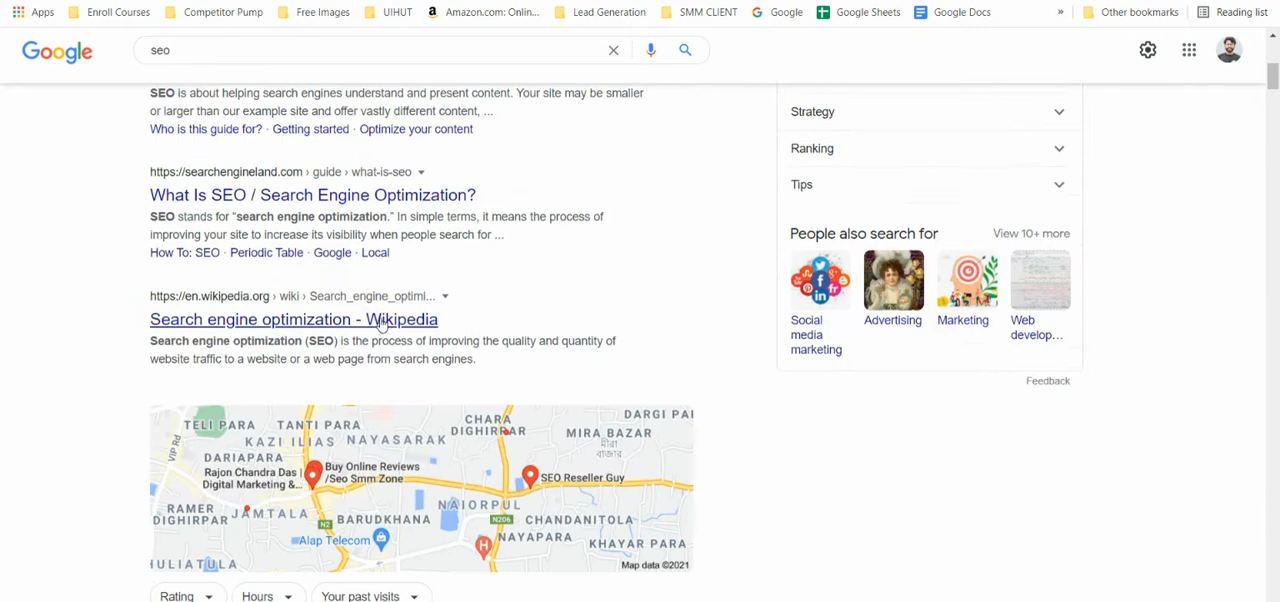 Apps Enroll Courses Competitor Pump Free Images UIHUT Amazon.com: Onlin... Lead Generation SMM CLIENT Google Google Sheets Google Docs » Other bookmarks Reading list
Google seo
SEO is about helping search engines understand and present content. Your site may be smaller
or larger than our example site and offer vastly different content, ...
Who is this guide for? · Getting started · Optimize your content
https://searchengineland.com › guide › what-is-seo
What Is SEO / Search Engine Optimization?
SEO stands for “search engine optimization.” In simple terms, it means the process of
improving your site to increase its visibility when people search for ...
How To: SEO · Periodic Table · Google · Local
https://en.wikipedia.org › wiki › Search_engine_optimi...
Search engine optimization - Wikipedia
Search engine optimization (SEO) is the process of improving the quality and quantity of
website traffic to a website or a web page from search engines.
Strategy
Ranking
Tips
People also search for View 10+ more
Social
media
marketing
Advertising
Marketing
Web
develop...
Feedback
TELI PARA
TANTI PARA
CHARA
DIGHIRPAR
DARGI PA
MIRA BAZAR
মীরা
বাজার
KAZI ILIAS
NAYASARAK
VIP Rd
DARIAPARA
Rajon Chandra Das |
Digital Marketing &...
Buy Online Reviews
/Seo Smm Zone
SEO Reseller Guy
RAMER
DIGHIRPAR
JAMTALA
N2
BARUDKHANA
NAIORPUL
N206
CHANDANITOLA
Alap Telecom
H
NAYAPARA
KHAYAR PARA
HULIATULA
Map data ©2021
Rating Hours Your past visits